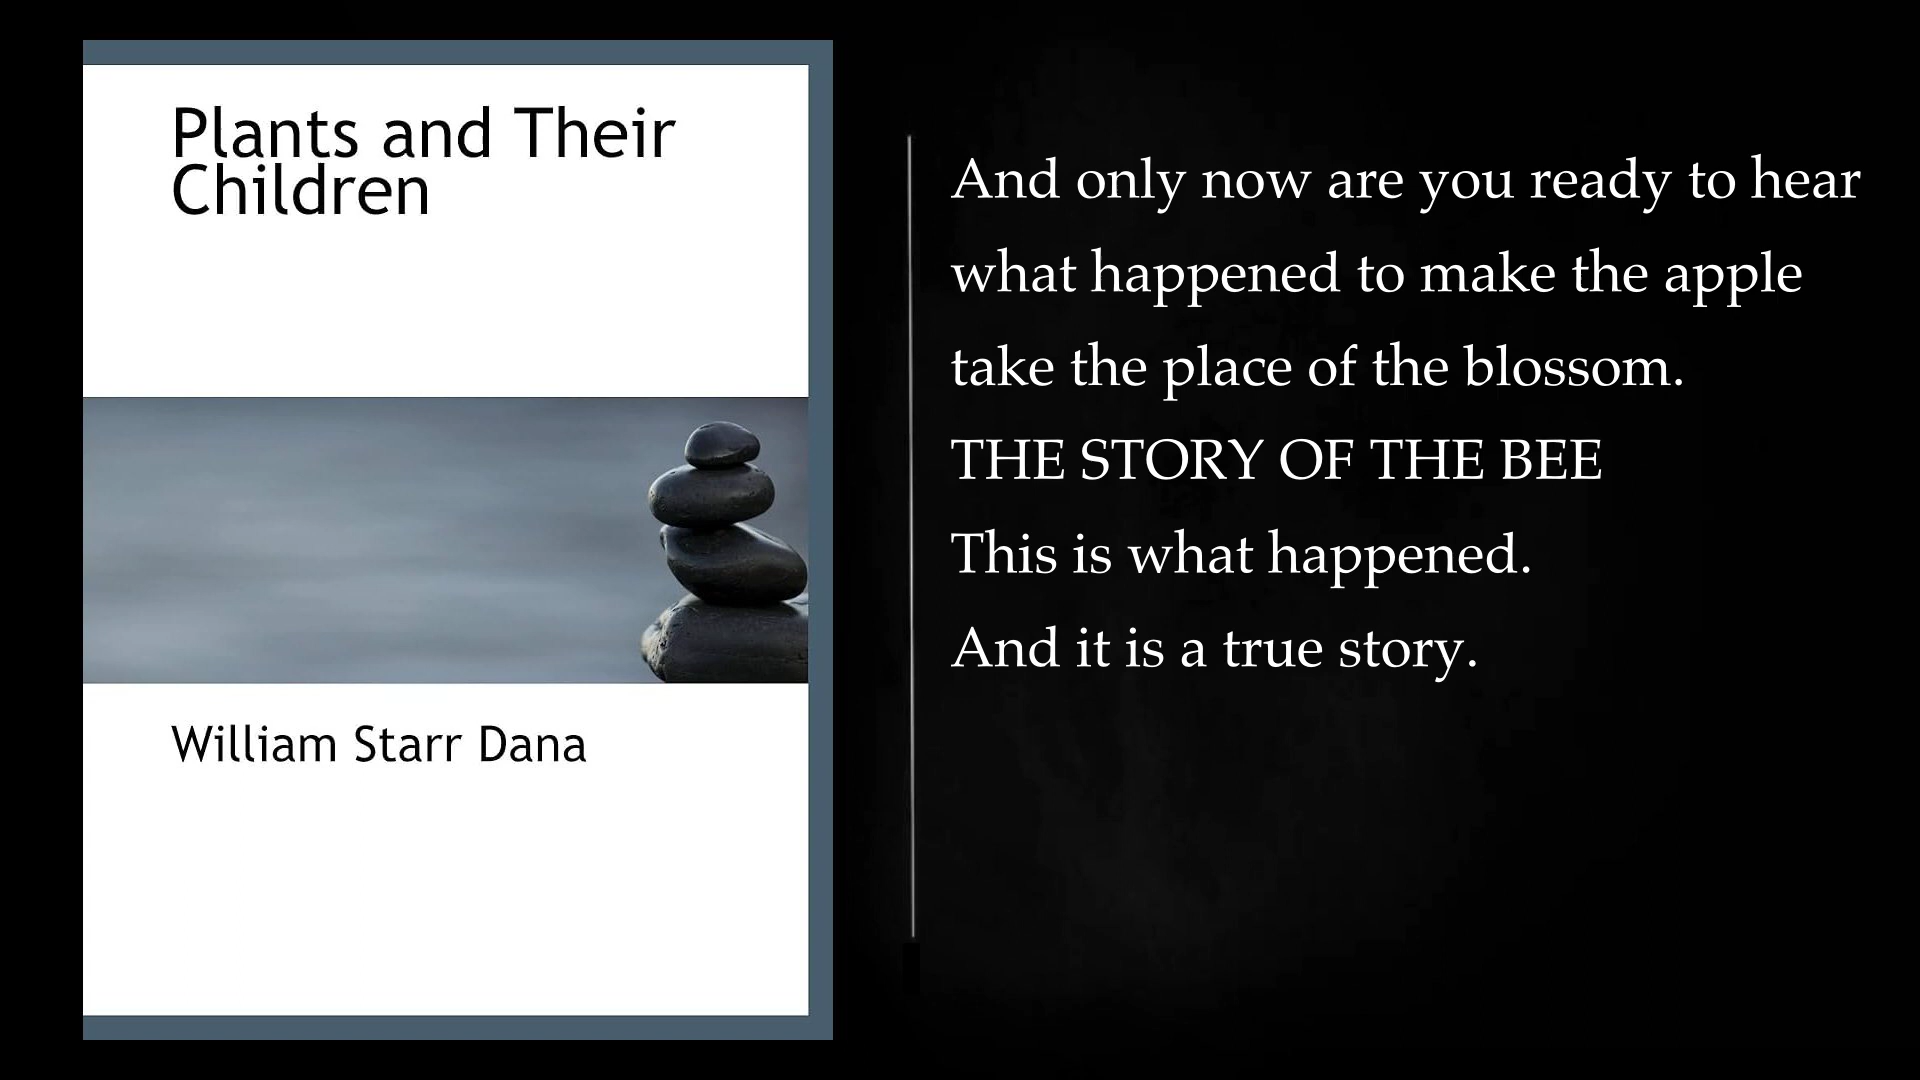 Plants and Their
Children
William Starr Dana
And only now are you ready to hear
what happened to make the apple
take the place of the blossom.
THE STORY OF THE BEE
This is what happened.
And it is a true story.